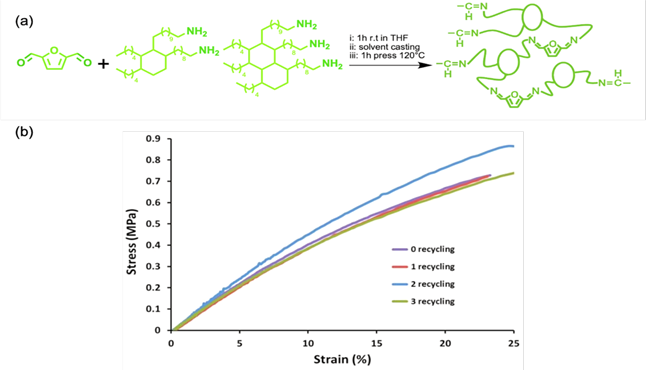 (a)
O
O
O
+
NH2
NH2
NH2
NH2
NH2
i: 1h r.t in THF
ii: solvent casting
iii: 1h press 120°C
C=N
H
C=N
H
N
O
N
N
O
N
H
N=C
(b)
0.9
0.8
0.7
0.6
0.5
0.4
0.3
0.2
0.1
0
0 5 10 15 20 25
Stress (MPa)
Strain (%)
0 recycling
1 recycling
2 recycling
3 recycling